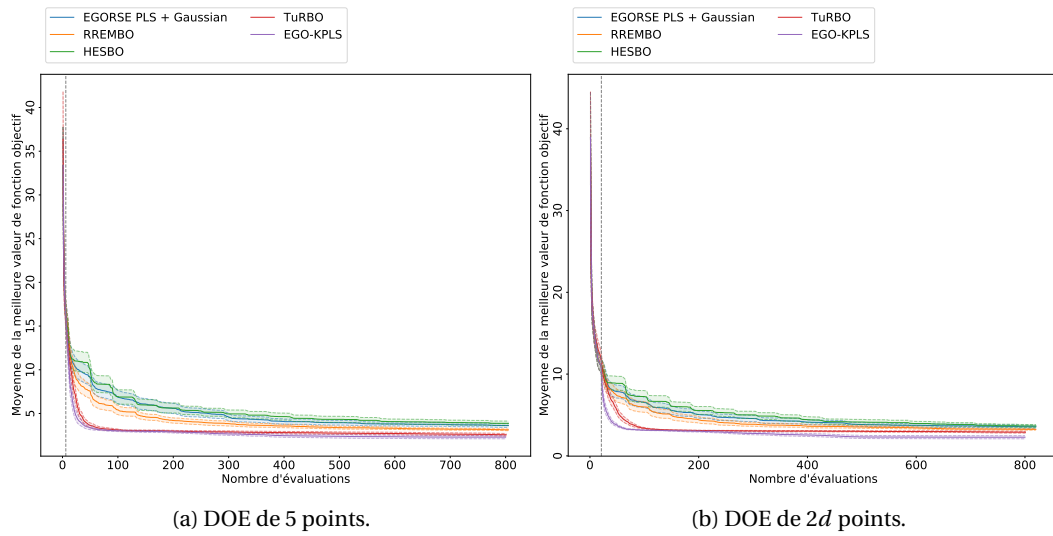 EGORSE PLS + Gaussian
RREMBO
HESBO
TuRBO
EGO-KPLS
Moyenne de la meilleure valeur de fonction objectif
40
35
30
25
20
15
10
5
0 100 200 300 400 500 600 700 800
Nombre d'évaluations
(a) DOE de 5 points.
EGORSE PLS + Gaussian
RREMBO
HESBO
TuRBO
EGO-KPLS
Moyenne de la meilleure valeur de fonction objectif
40
30
20
10
0
0 200 400 600 800
Nombre d'évaluations
(b) DOE de 2d points.